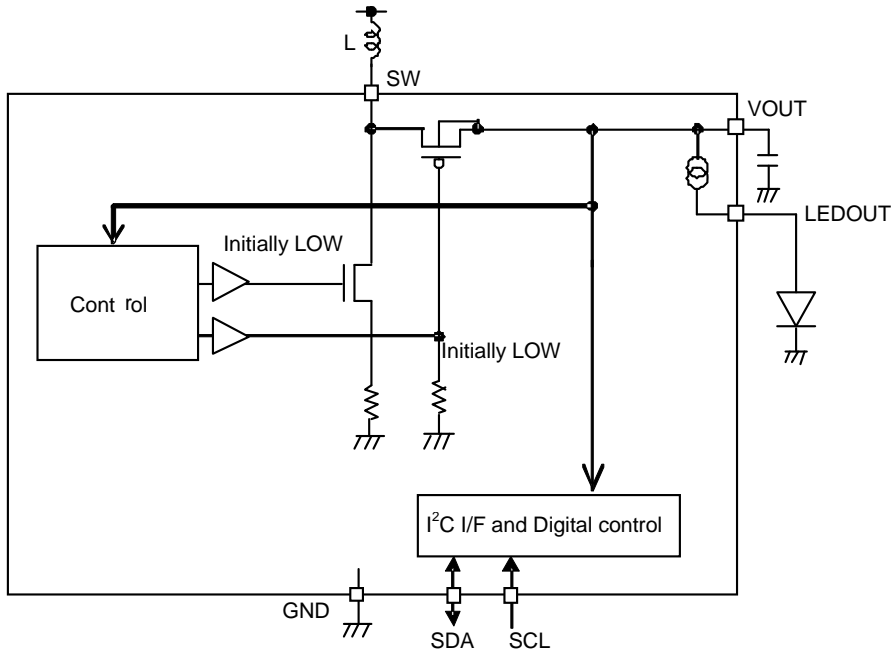 L
SW
VOUT
LEDOUT
Initially LOW
Cont rol
Initially LOW
I²C I/F and Digital control
GND
SDA
SCL